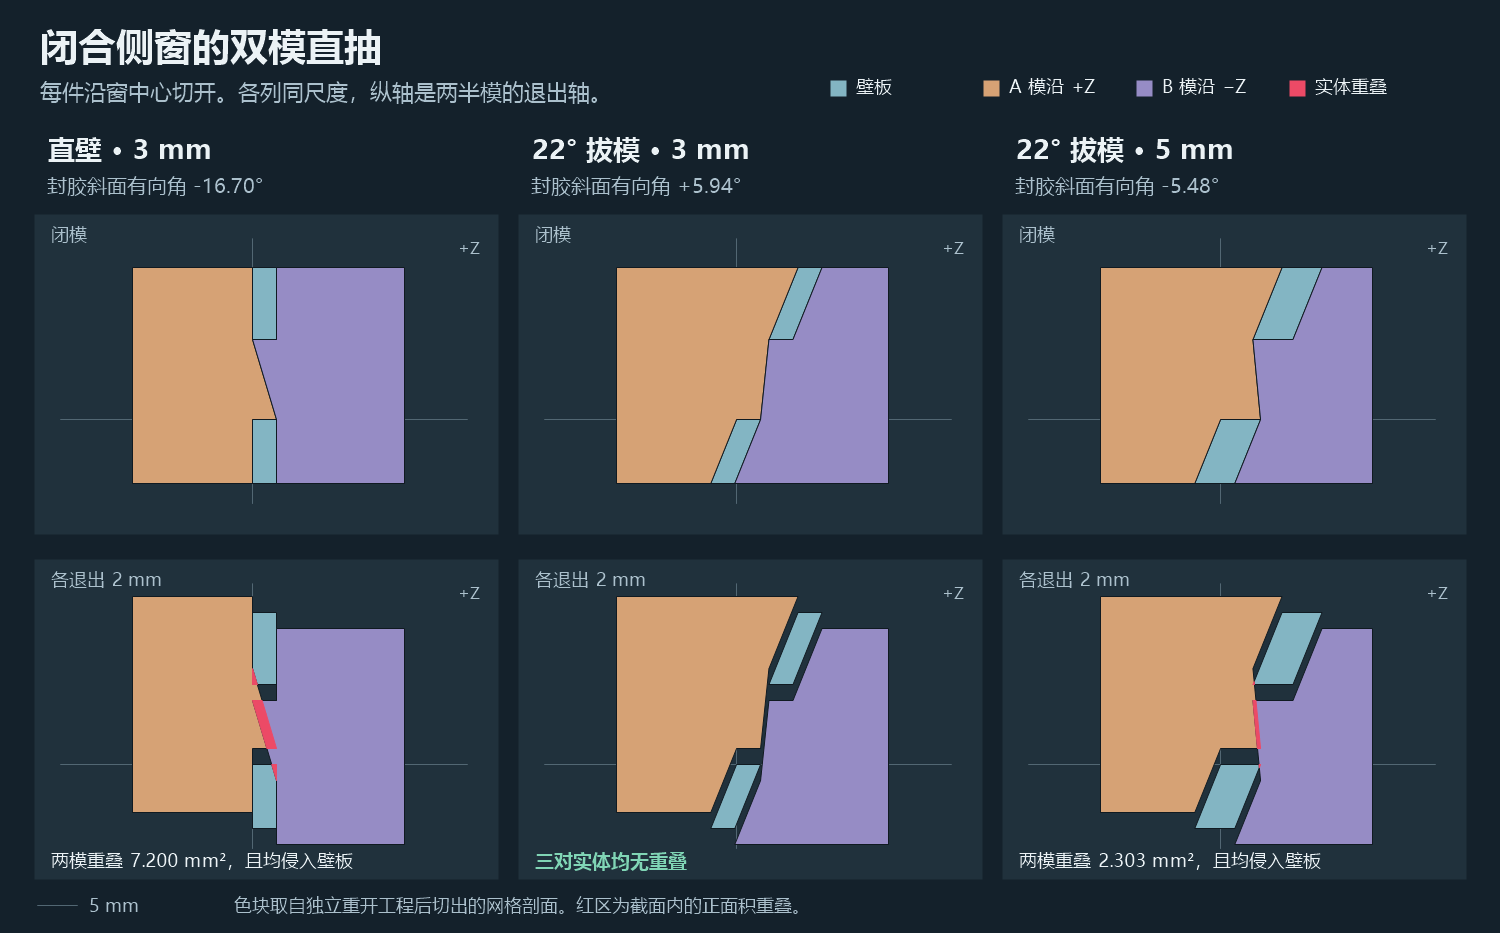 闭合侧窗的双模直抽
每件沿窗中心切开。各列同尺度，纵轴是两半模的退出轴。
壁板
A 模沿 +Z
B 模沿 −Z
实体重叠
直壁 • 3 mm
封胶斜面有向角 -16.70°
22° 拔模 • 3 mm
封胶斜面有向角 +5.94°
22° 拔模 • 5 mm
封胶斜面有向角 -5.48°
闭模
+Z
闭模
+Z
闭模
+Z
各退出 2 mm
+Z
两模重叠 7.200 mm²，且均侵入壁板
各退出 2 mm
+Z
三对实体均无重叠
各退出 2 mm
+Z
两模重叠 2.303 mm²，且均侵入壁板
5 mm
色块取自独立重开工程后切出的网格剖面。红区为截面内的正面积重叠。